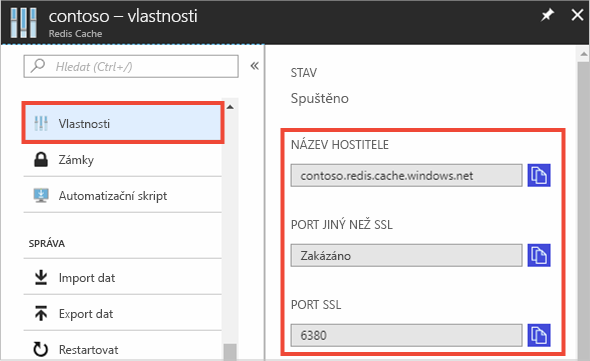 contoso – vlastnosti
Redis Cache
Hledat (Ctrl+/)
Vlastnosti
Zámky
Automatizační skript
SPRÁVA
Import dat
Export dat
Restartovat
STAV
Spuštěno
NÁZEV HOSTITELE
contoso.redis.cache.windows.net
PORT JINÝ NEŽ SSL
Zakázáno
PORT SSL
6380